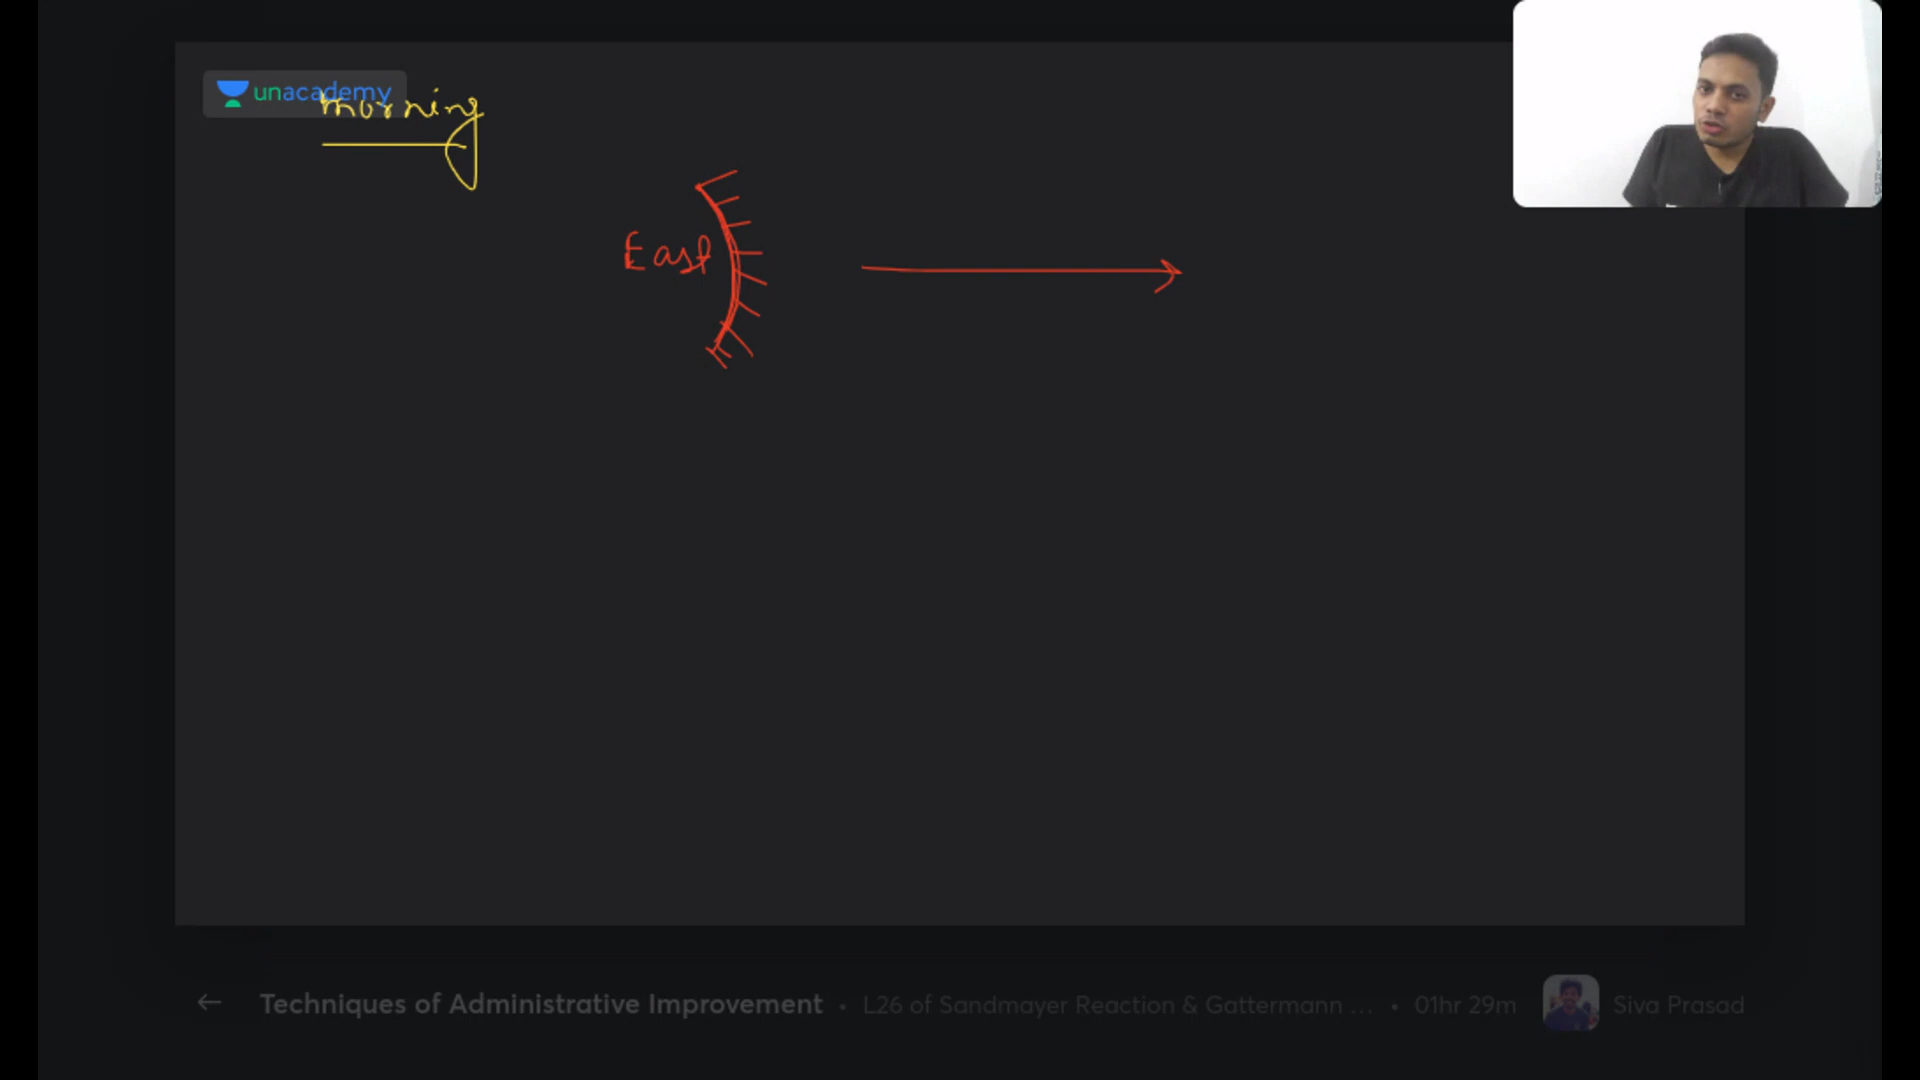 unacademy
morning
East
Techniques of Administrative Improvement • L26 of Sandmayer Reaction & Gattermann ... • 01hr 29m Siva Prasad